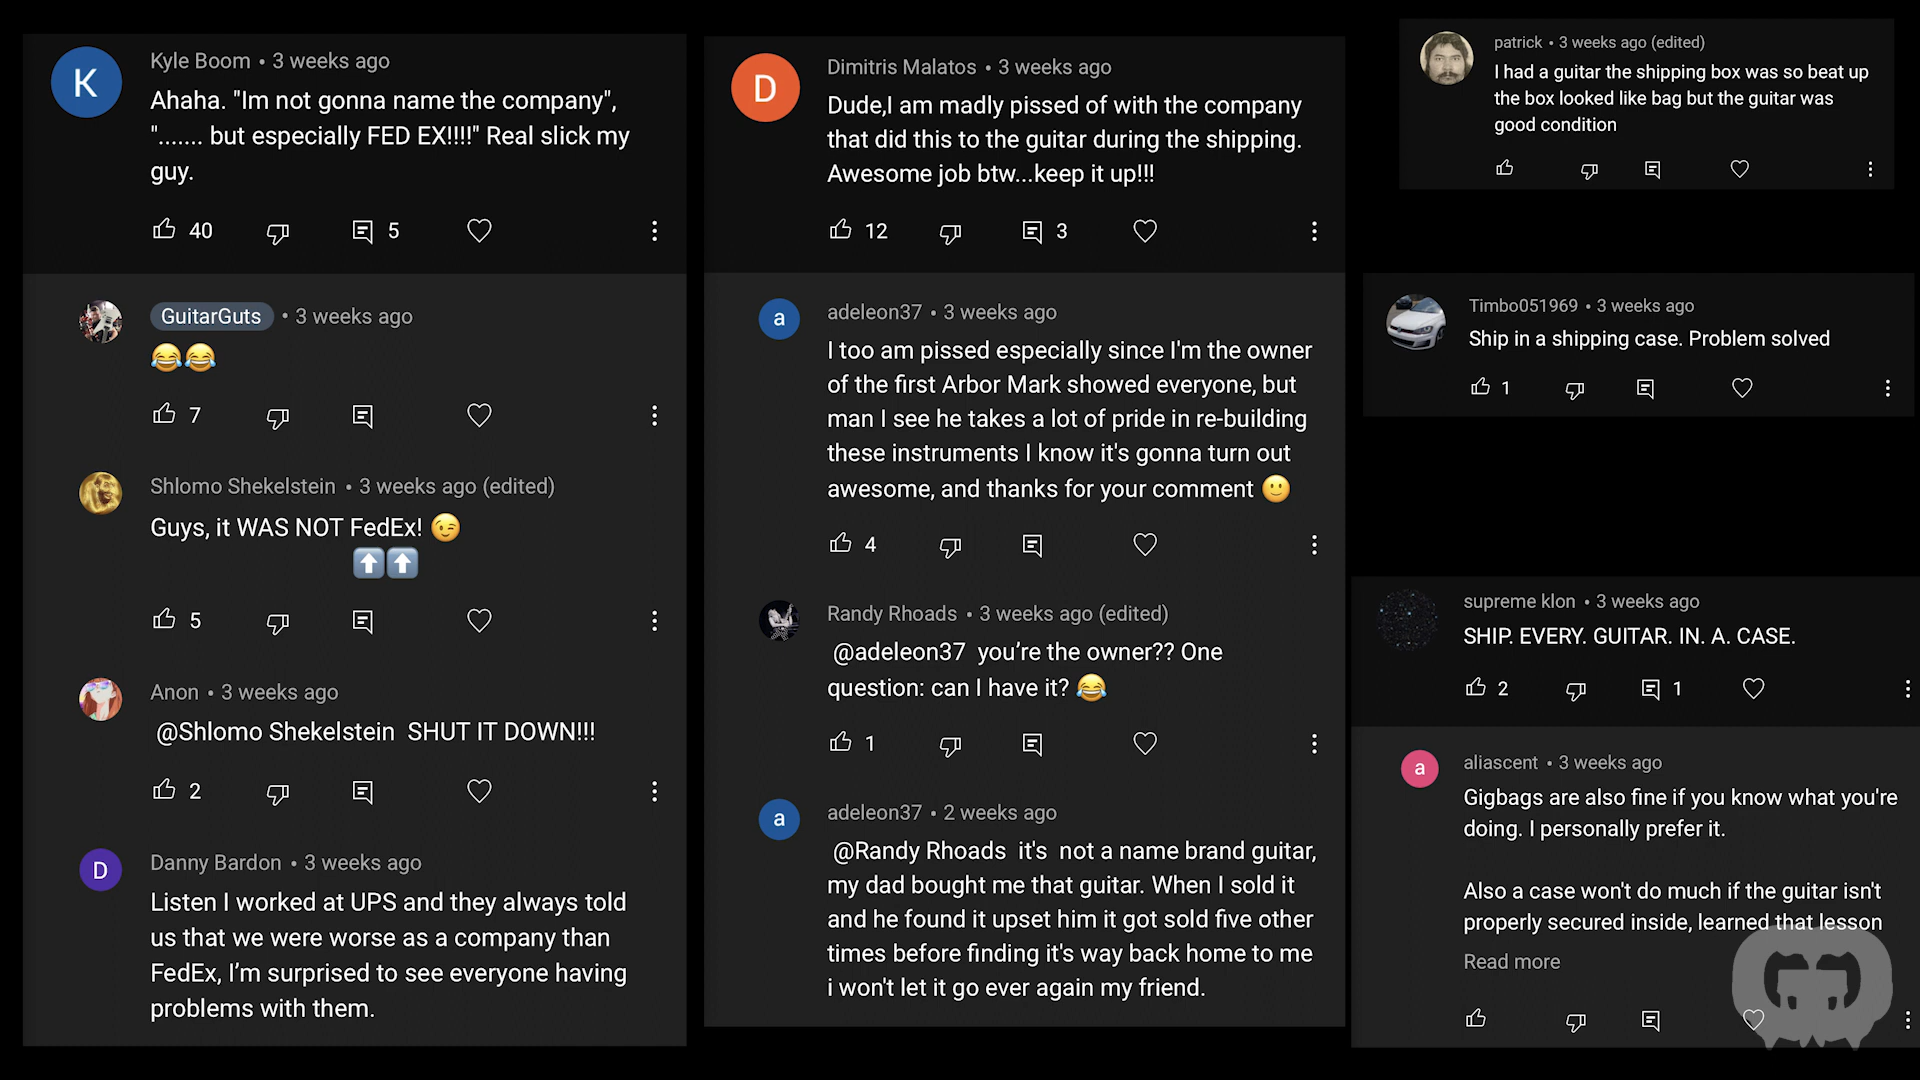 K
Kyle Boom • 3 weeks ago
Ahaha. "Im not gonna name the company",
"....... but especially FED EX!!!!" Real slick my
guy.
40 5
GuitarGuts • 3 weeks ago
😂😂
7
Shlomo Shekelstein • 3 weeks ago (edited)
Guys, it WAS NOT FedEx! 😉
⬆️⬆️
5
Anon • 3 weeks ago
@Shlomo Shekelstein SHUT IT DOWN!!!
2
D
Danny Bardon • 3 weeks ago
Listen I worked at UPS and they always told
us that we were worse as a company than
FedEx, I’m surprised to see everyone having
problems with them.
D
Dimitris Malatos • 3 weeks ago
Dude,I am madly pissed of with the company
that did this to the guitar during the shipping.
Awesome job btw...keep it up!!!
12 3
a
adeleon37 • 3 weeks ago
I too am pissed especially since I'm the owner
of the first Arbor Mark showed everyone, but
man I see he takes a lot of pride in re-building
these instruments I know it's gonna turn out
awesome, and thanks for your comment 🙂
4
Randy Rhoads • 3 weeks ago (edited)
@adeleon37 you’re the owner?? One
question: can I have it? 😂
1
a
adeleon37 • 2 weeks ago
@Randy Rhoads it's not a name brand guitar,
my dad bought me that guitar. When I sold it
and he found it upset him it got sold five other
times before finding it's way back home to me
i won't let it go ever again my friend.
patrick • 3 weeks ago (edited)
I had a guitar the shipping box was so beat up
the box looked like bag but the guitar was
good condition
Timbo051969 • 3 weeks ago
Ship in a shipping case. Problem solved
1
supreme klon • 3 weeks ago
SHIP. EVERY. GUITAR. IN. A. CASE.
2 1
a
aliascent • 3 weeks ago
Gigbags are also fine if you know what you're
doing. I personally prefer it.
Also a case won't do much if the guitar isn't
properly secured inside, learned that lesson
Read more